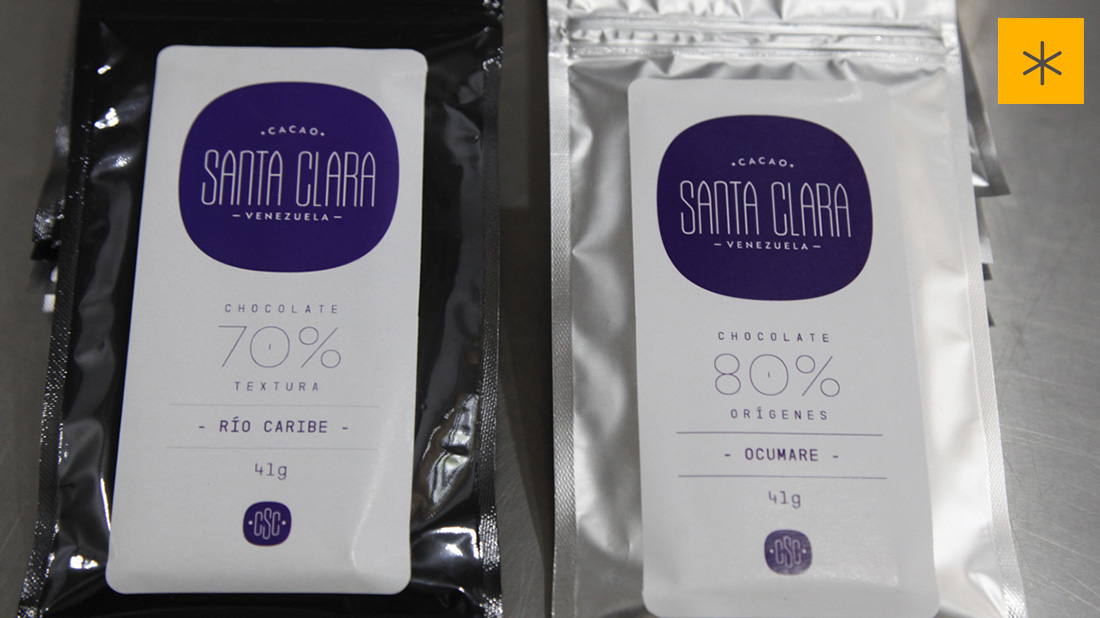 .CACAO.
SANTA CLARA
– VENEZUELA –
CHOCOLATE
70%
TEXTURA
- RÍO CARIBE -
41g
·CSC·
.CACAO.
SANTA CLARA
– VENEZUELA –
CHOCOLATE
80%
ORÍGENES
- OCUMARE -
41g
·CSC·